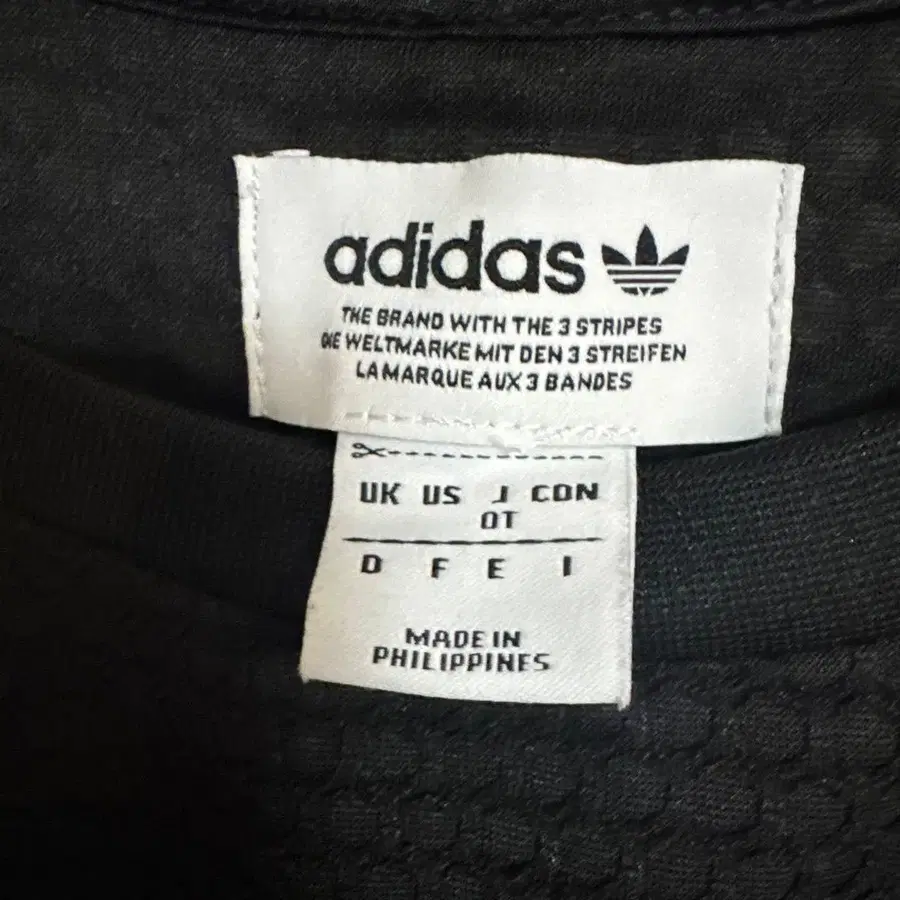 adidas
THE BRAND WITH THE 3 STRIPES
DIE WELTMARKE MIT DEN 3 STREIFEN
LA MARQUE AUX 3 BANDES
UK US J CDN
OT
D F E I
MADE IN
PHILIPPINES